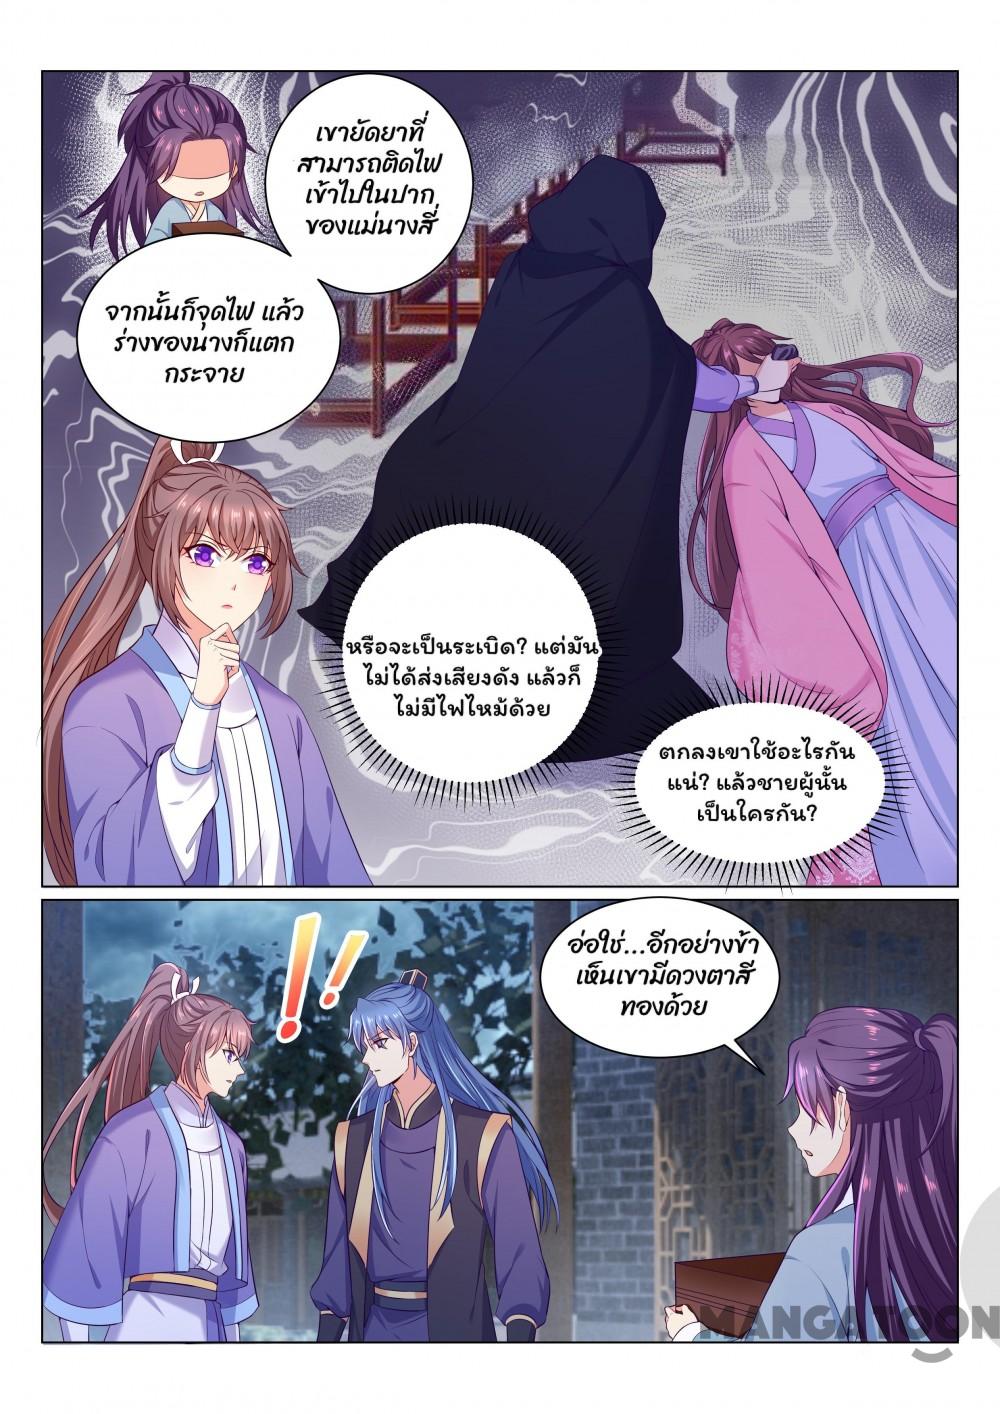 เขายัดยาที่
สามารถติดไฟ
เข้าไปในปาก
ของแม่นางสี่
จากนั้นก็จุดไฟ แล้ว
ร่างของนางก็แตก
กระจาย
หรือจะเป็นระเบิด? แต่มัน
ไม่ได้ส่งเสียงดัง แล้วก็
ไม่มีไฟไหม้ด้วย
ตกลงเขาใช้อะไรกัน
แน่? แล้วชายผู้นั้น
เป็นใครกัน?
!!
อ่อใช่...อีกอย่างข้า
เห็นเขามีดวงตาสี
ทองด้วย
MANGATOON